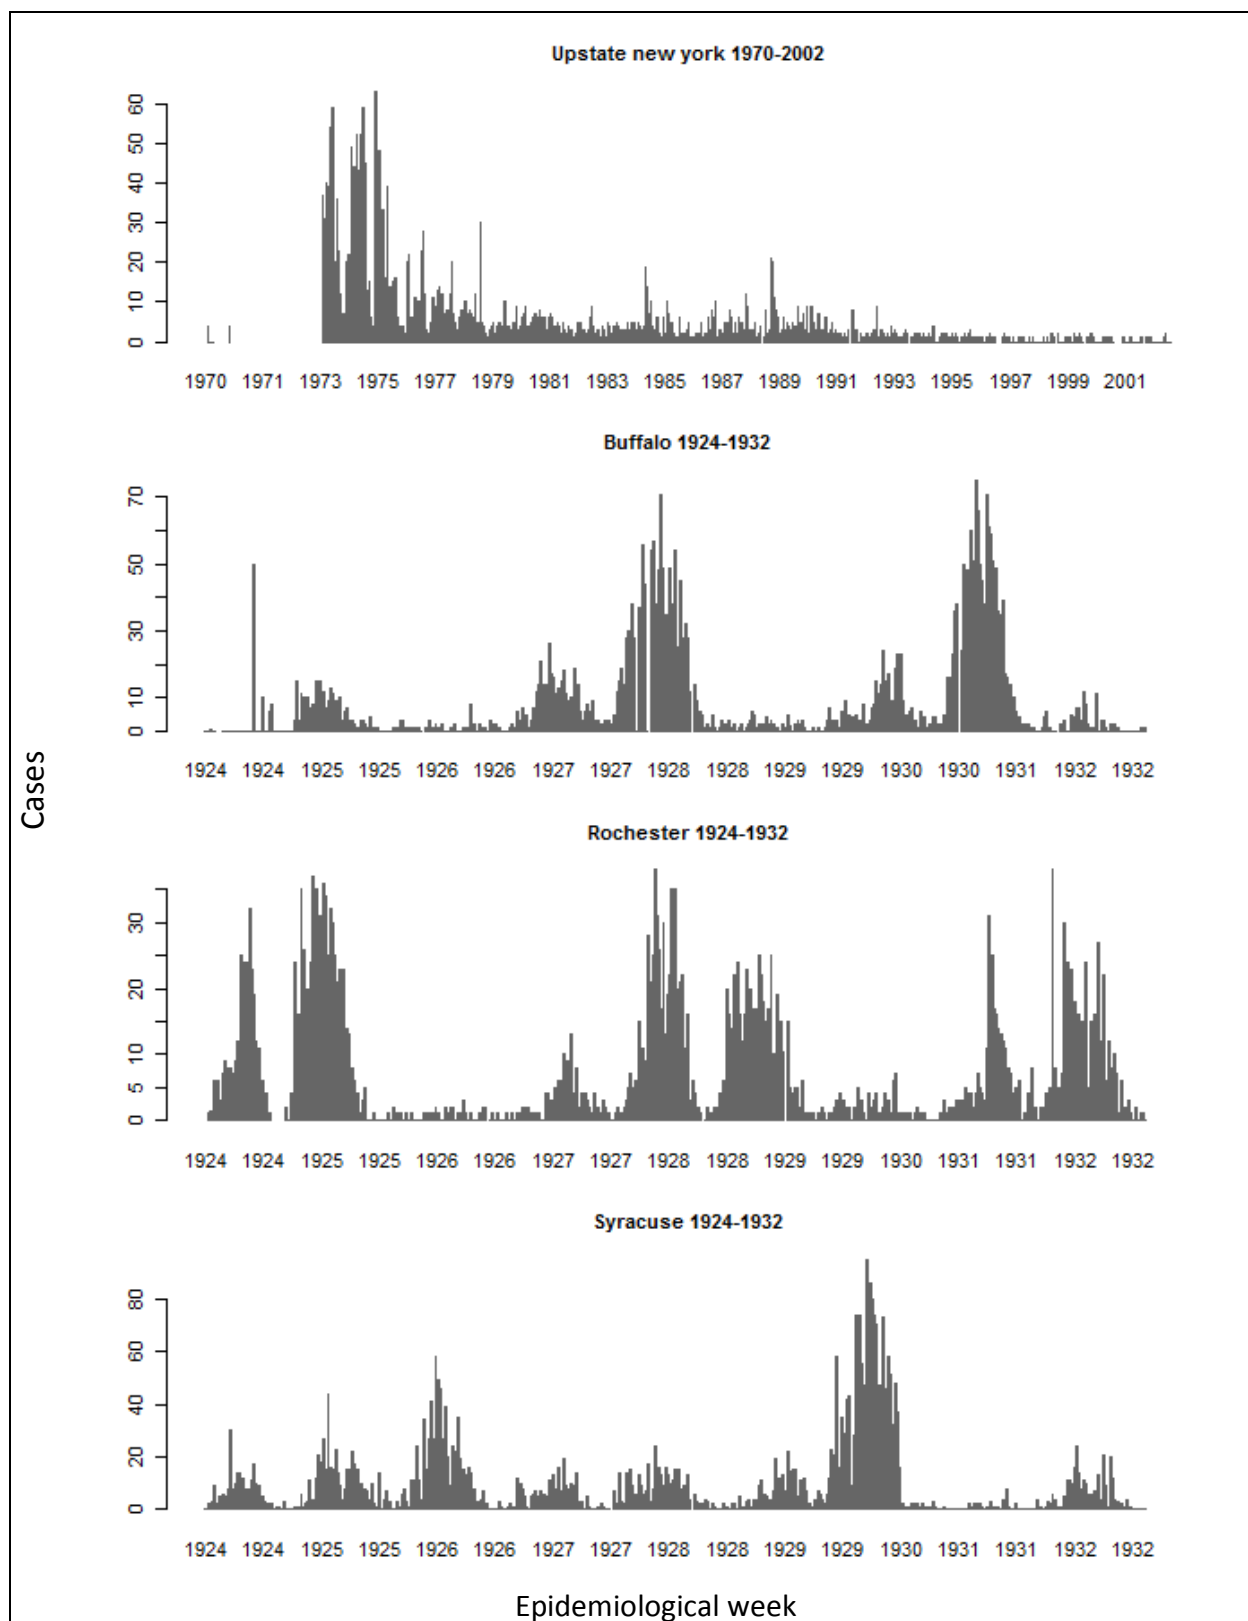 Upstate new york 1970-2002
60
50
40
30
20
10
0
1970 1971 1973 1975 1977 1979 1981 1983 1985 1987 1989 1991 1993 1995 1997 1999 2001
Buffalo 1924-1932
70
50
30
10
0
1924 1924 1925 1925 1926 1926 1927 1927 1928 1928 1929 1929 1930 1930 1931 1932 1932
Cases
Rochester 1924-1932
30
20
10
5
0
1924 1924 1925 1925 1926 1926 1927 1927 1928 1928 1929 1929 1930 1931 1931 1932 1932
Syracuse 1924-1932
80
60
40
20
0
1924 1924 1925 1925 1926 1926 1927 1927 1928 1928 1929 1929 1930 1931 1931 1932 1932
Epidemiological week